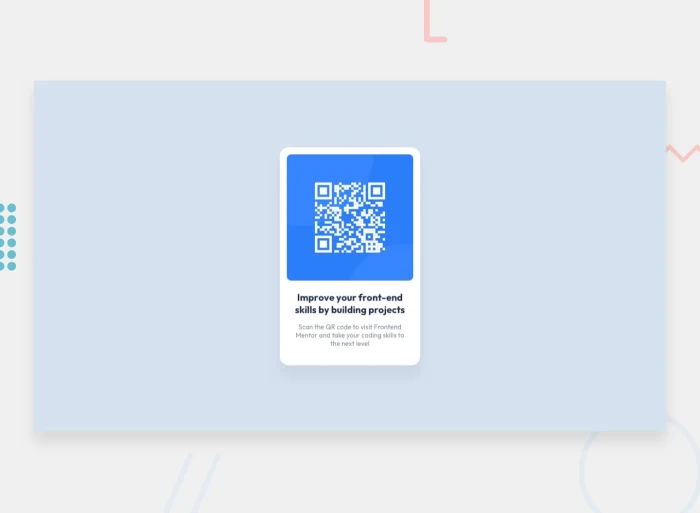 Improve your front-end
skills by building projects
Scan the QR code to visit Frontend
Mentor and take your coding skills to
the next level